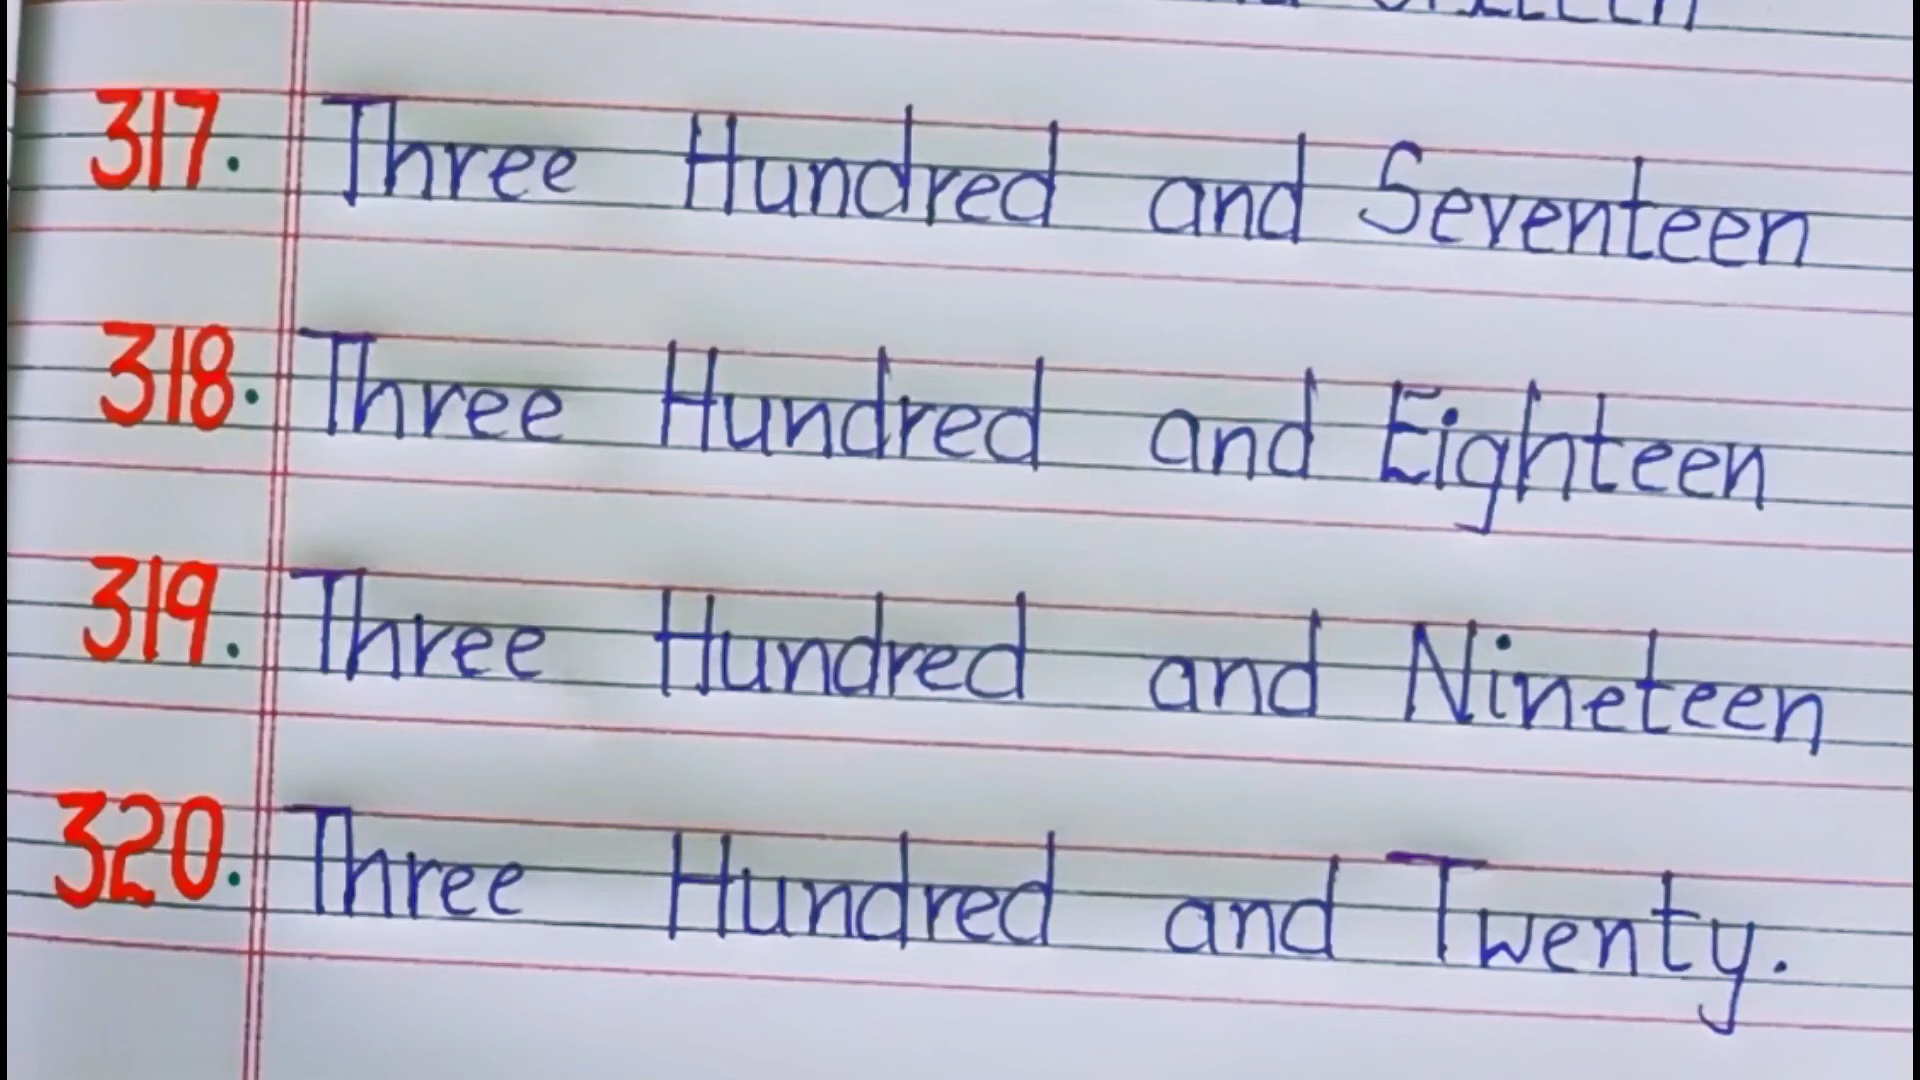 317. Three Hundred and Seventeen
318. Three Hundred and Eighteen
319. Three Hundred and Nineteen
320. Three Hundred and Twenty.